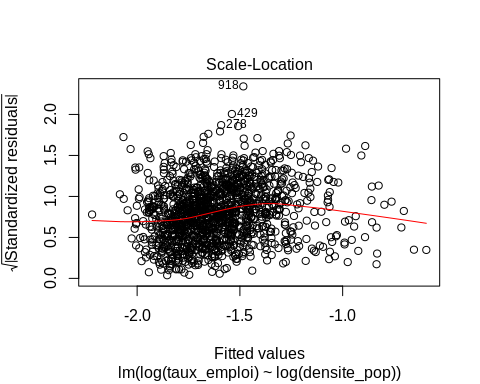 Scale-Location
√|Standardized residuals|
2.0
1.5
1.0
0.5
0.0
918
429
278
-2.0 -1.5 -1.0
Fitted values
lm(log(taux_emploi) ~ log(densite_pop))